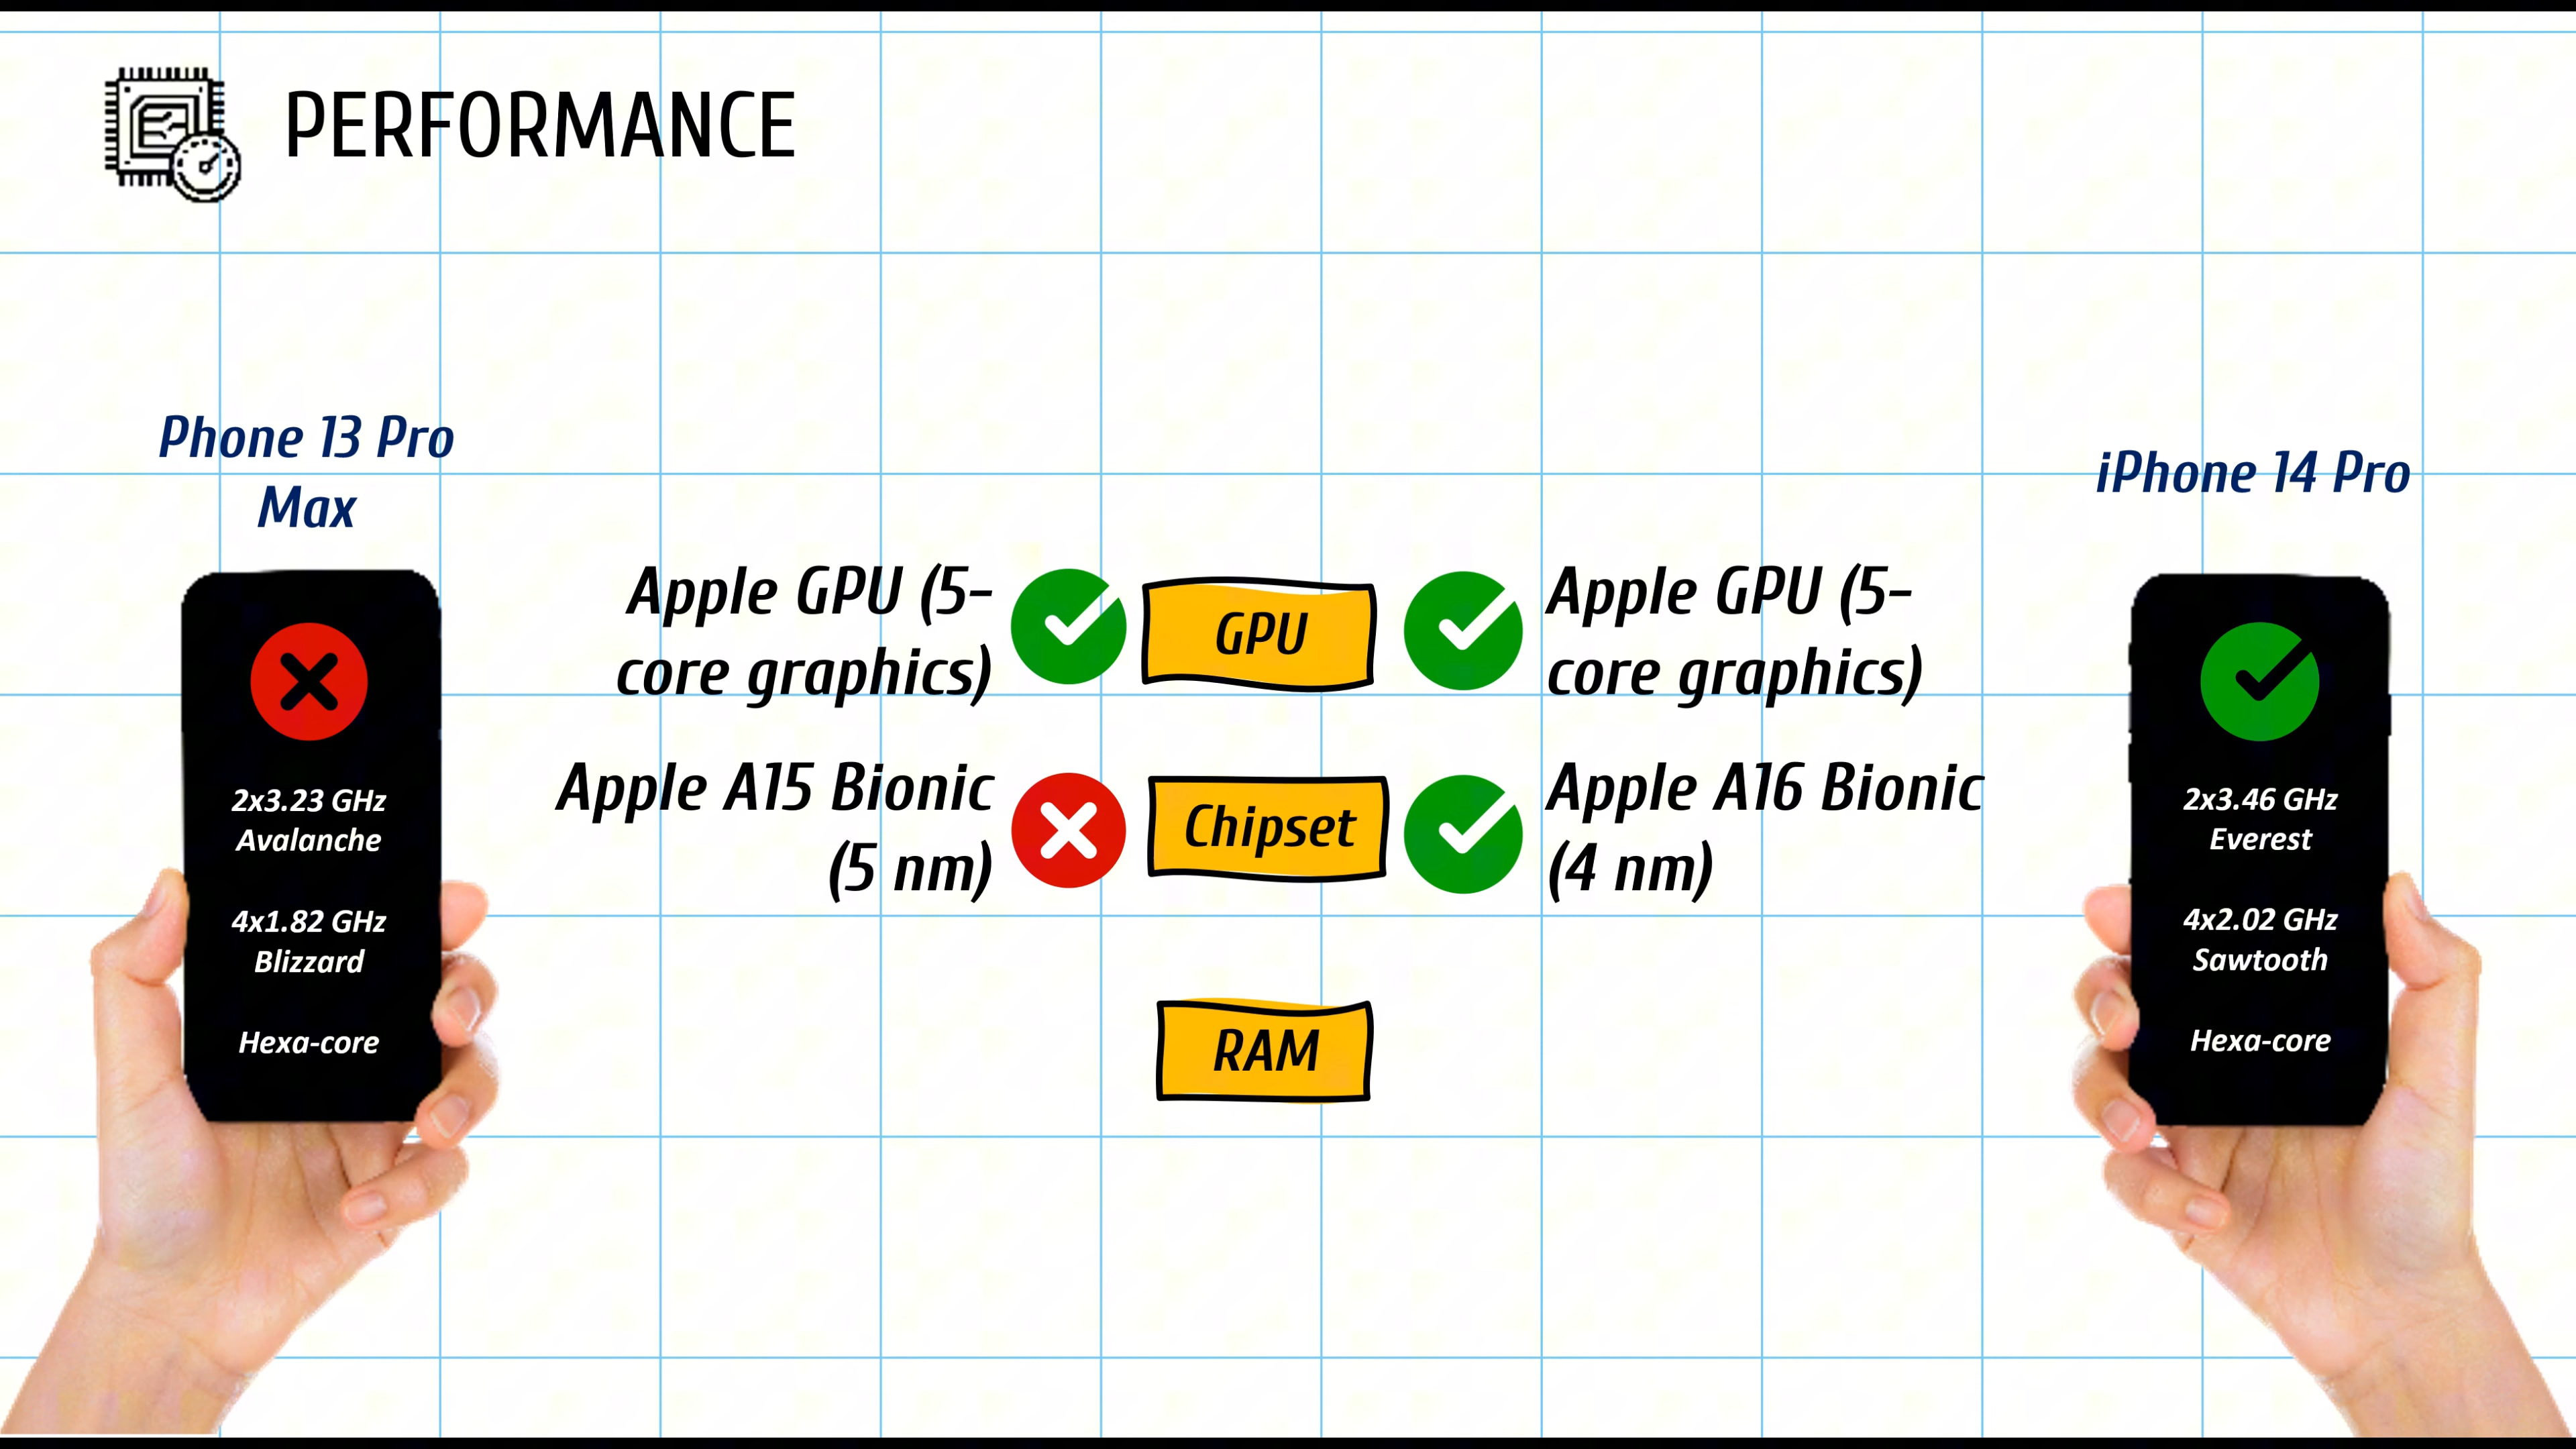 PERFORMANCE
Phone 13 Pro
Max
iPhone 14 Pro
Apple GPU (5-
core graphics)
GPU
Apple GPU (5-
core graphics)
Apple A15 Bionic
(5 nm)
Chipset
Apple A16 Bionic
(4 nm)
RAM
2x3.23 GHz
Avalanche
4x1.82 GHz
Blizzard
Hexa-core
2x3.46 GHz
Everest
4x2.02 GHz
Sawtooth
Hexa-core